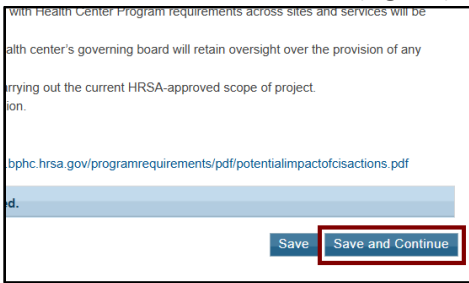 with Health Center Program requirements across sites and services will be
alth center's governing board will retain oversight over the provision of any
rrying out the current HRSA-approved scope of project.
ion.
.bphc.hrsa.gov/programrequirements/pdf/potentialimpactofcisactions.pdf
ed.
Save Save and Continue